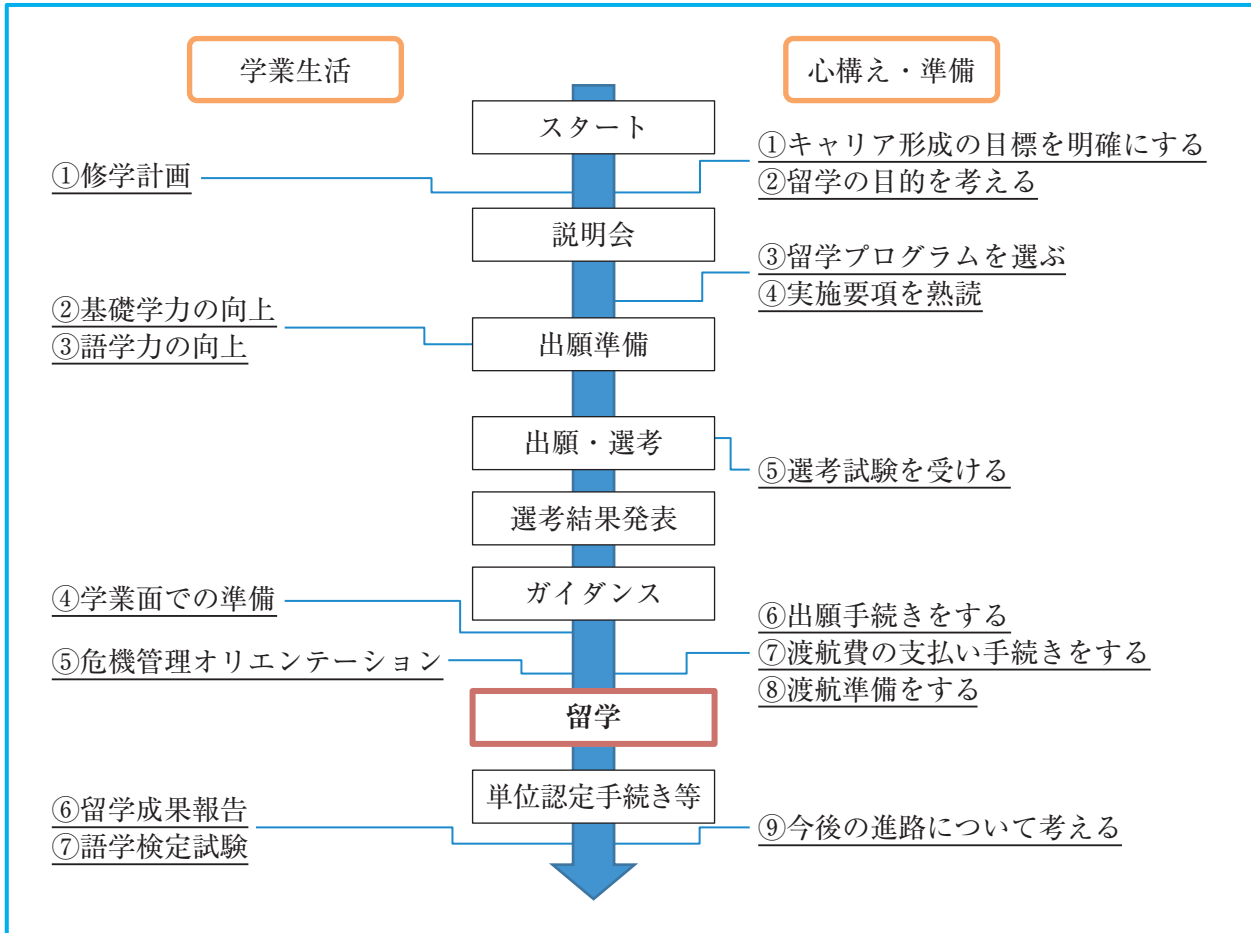 学業生活
心構え・準備
スタート
①キャリア形成の目標を明確にする
①修学計画
②留学の目的を考える
説明会
③留学プログラムを選ぶ
④実施要項を熟読
②基礎学力の向上
③語学力の向上
出願準備
出願・選考
⑤選考試験を受ける
選考結果発表
ガイダンス
④学業面での準備
⑥出願手続きをする
⑤危機管理オリエンテーション
⑦渡航費の支払い手続きをする
⑧渡航準備をする
留学
単位認定手続き等
⑥留学成果報告
⑦語学検定試験
⑨今後の進路について考える